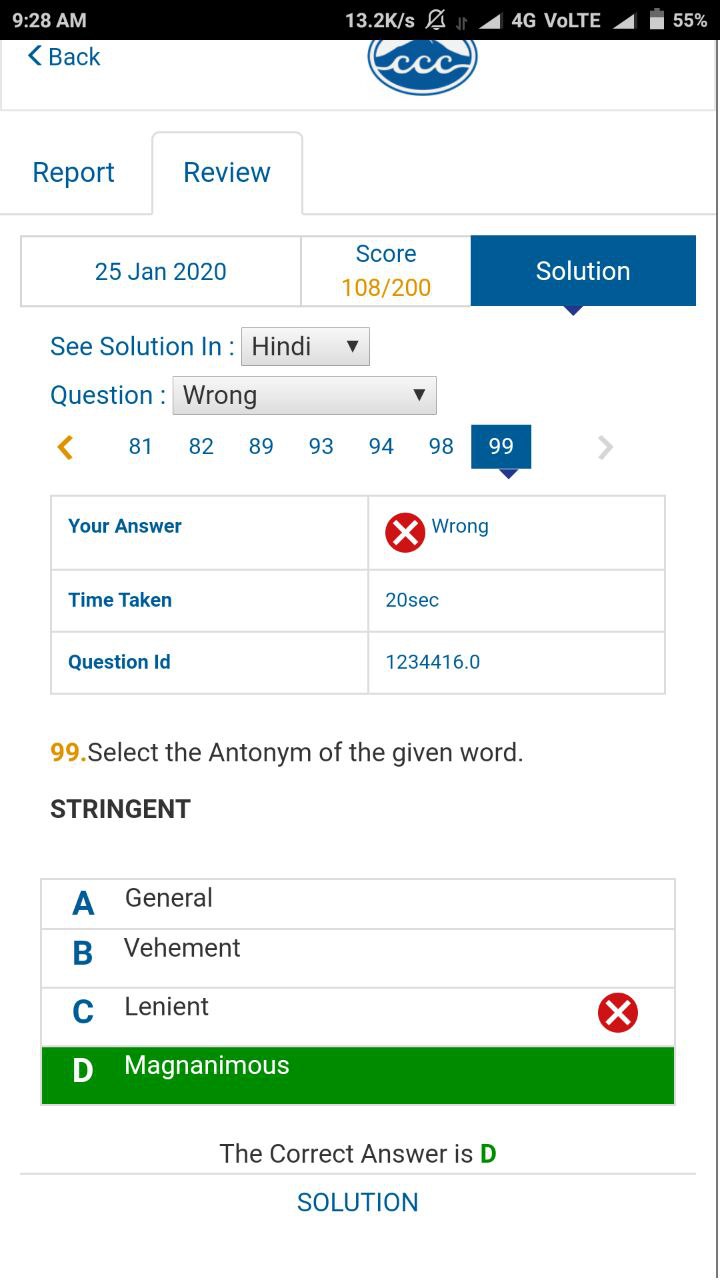 9:28 AM 13.2K/s 4G VoLTE 55%
Back
ccc
Report Review
25 Jan 2020 Score 108/200 Solution
See Solution In : Hindi
Question : Wrong
81 82 89 93 94 98 99
Your Answer Wrong
Time Taken 20sec
Question Id 1234416.0
99.Select the Antonym of the given word.
STRINGENT
A General
B Vehement
C Lenient
D Magnanimous
The Correct Answer is D
SOLUTION